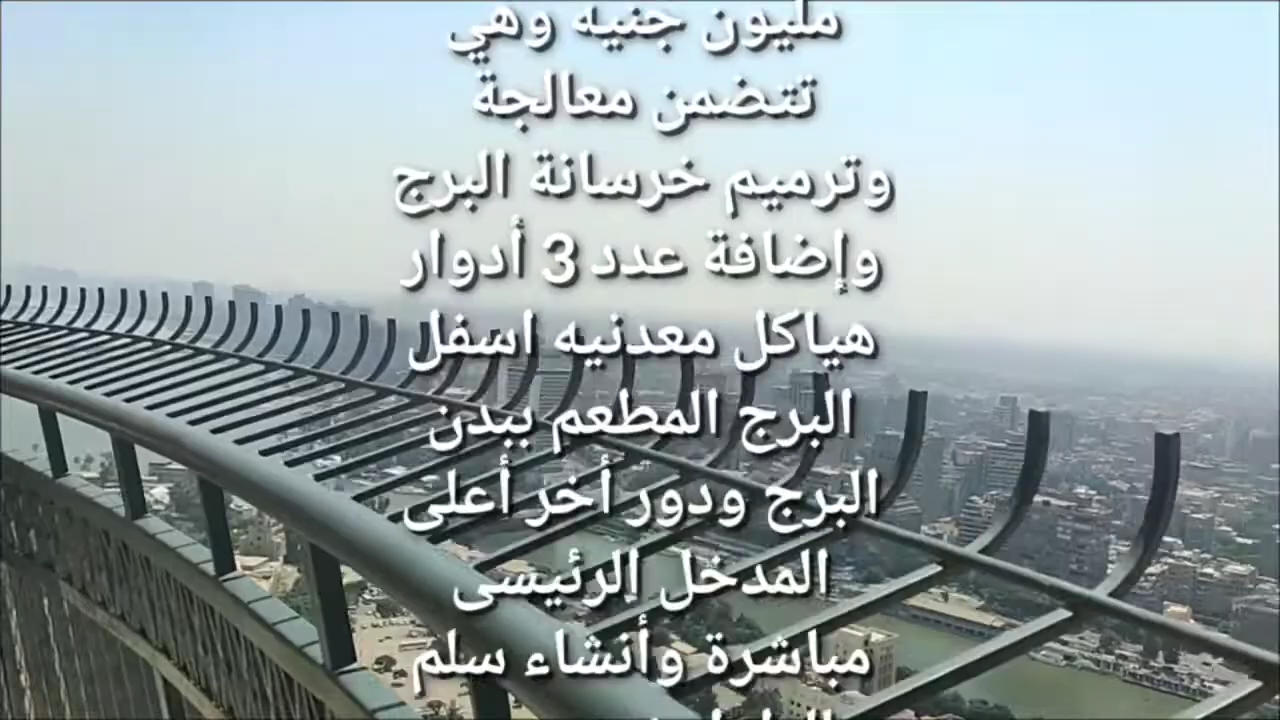 مليون جنيه وهي
تتضمن معالجة
وترميم خرسانة البرج
وإضافة عدد 3 أدوار
هياكل معدنيه اسفل
البرج المطعم ببدن
البرج ودور أخر أعلى
المدخل الرئيسى
مباشرة وأنشاء سلم